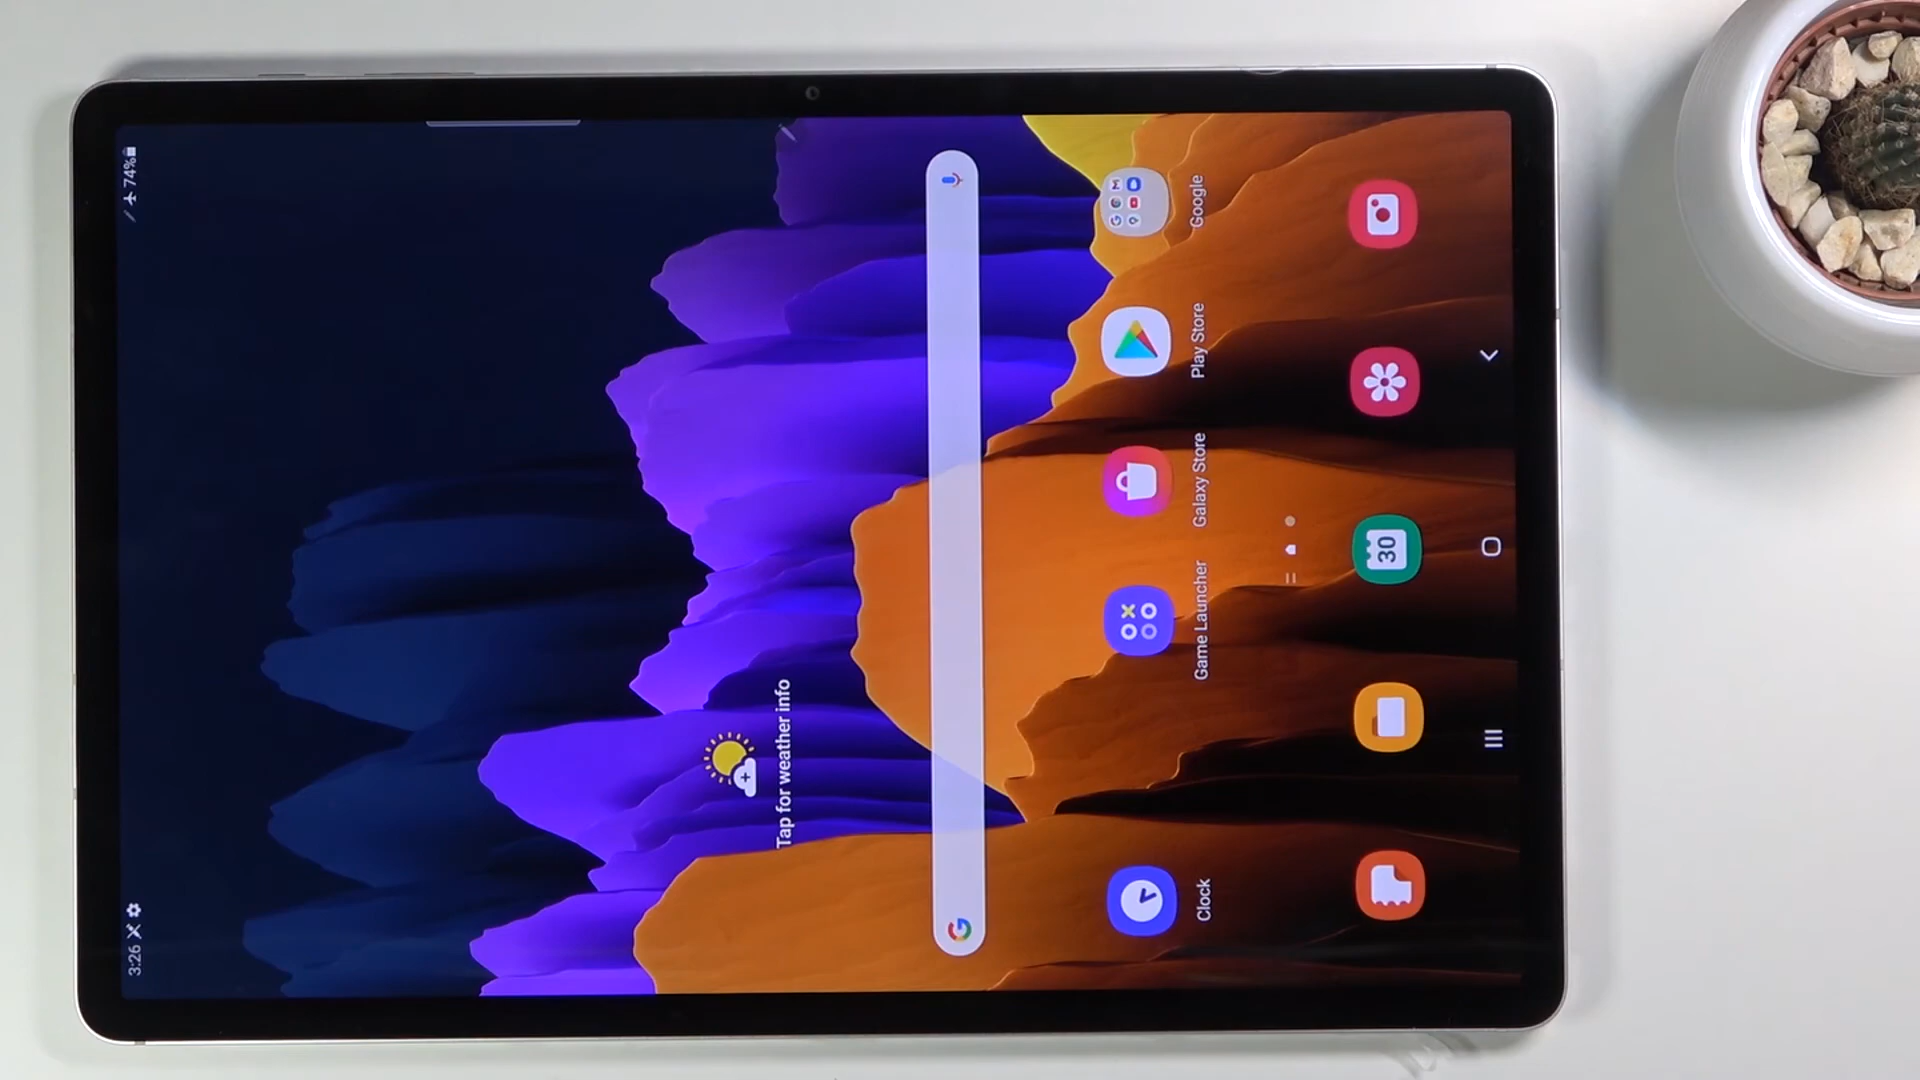 3:26
74%
Tap for weather info
Clock
Game Launcher
Galaxy Store
Play Store
Google
30